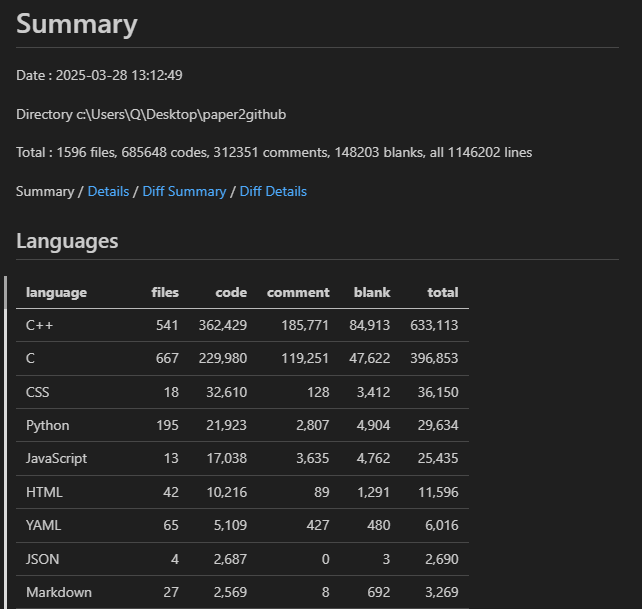 Summary
Date : 2025-03-28 13:12:49
Directory c:\Users\Q\Desktop\paper2github
Total : 1596 files, 685648 codes, 312351 comments, 148203 blanks, all 1146202 lines
Summary / Details / Diff Summary / Diff Details
Languages
language files code comment blank total
C++ 541 362,429 185,771 84,913 633,113
C 667 229,980 119,251 47,622 396,853
CSS 18 32,610 128 3,412 36,150
Python 195 21,923 2,807 4,904 29,634
JavaScript 13 17,038 3,635 4,762 25,435
HTML 42 10,216 89 1,291 11,596
YAML 65 5,109 427 480 6,016
JSON 4 2,687 0 3 2,690
Markdown 27 2,569 8 692 3,269